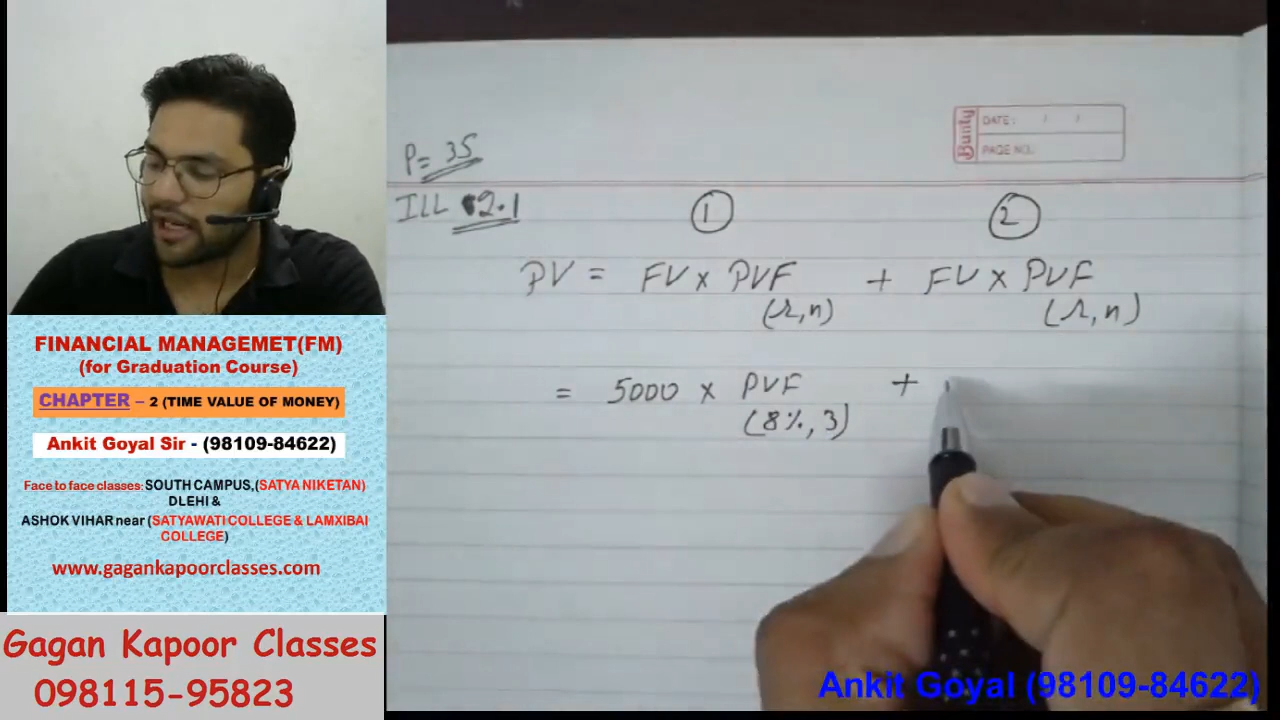 P= 35
ILL 2.1
① ②
PV = FV x PVF + FV x PVF
(r,n) (r,n)
= 5000 x PVF +
(8%, 3)
Bunty
DATE: / /
PAGE NO.
FINANCIAL MANAGEMET(FM)
(for Graduation Course)
CHAPTER – 2 (TIME VALUE OF MONEY)
Ankit Goyal Sir - (98109-84622)
Face to face classes: SOUTH CAMPUS,(SATYA NIKETAN)
DLEHI &
ASHOK VIHAR near (SATYAWATI COLLEGE & LAMXIBAI
COLLEGE)
www.gagankapoorclasses.com
Gagan Kapoor Classes
098115-95823
Ankit Goyal (98109-84622)